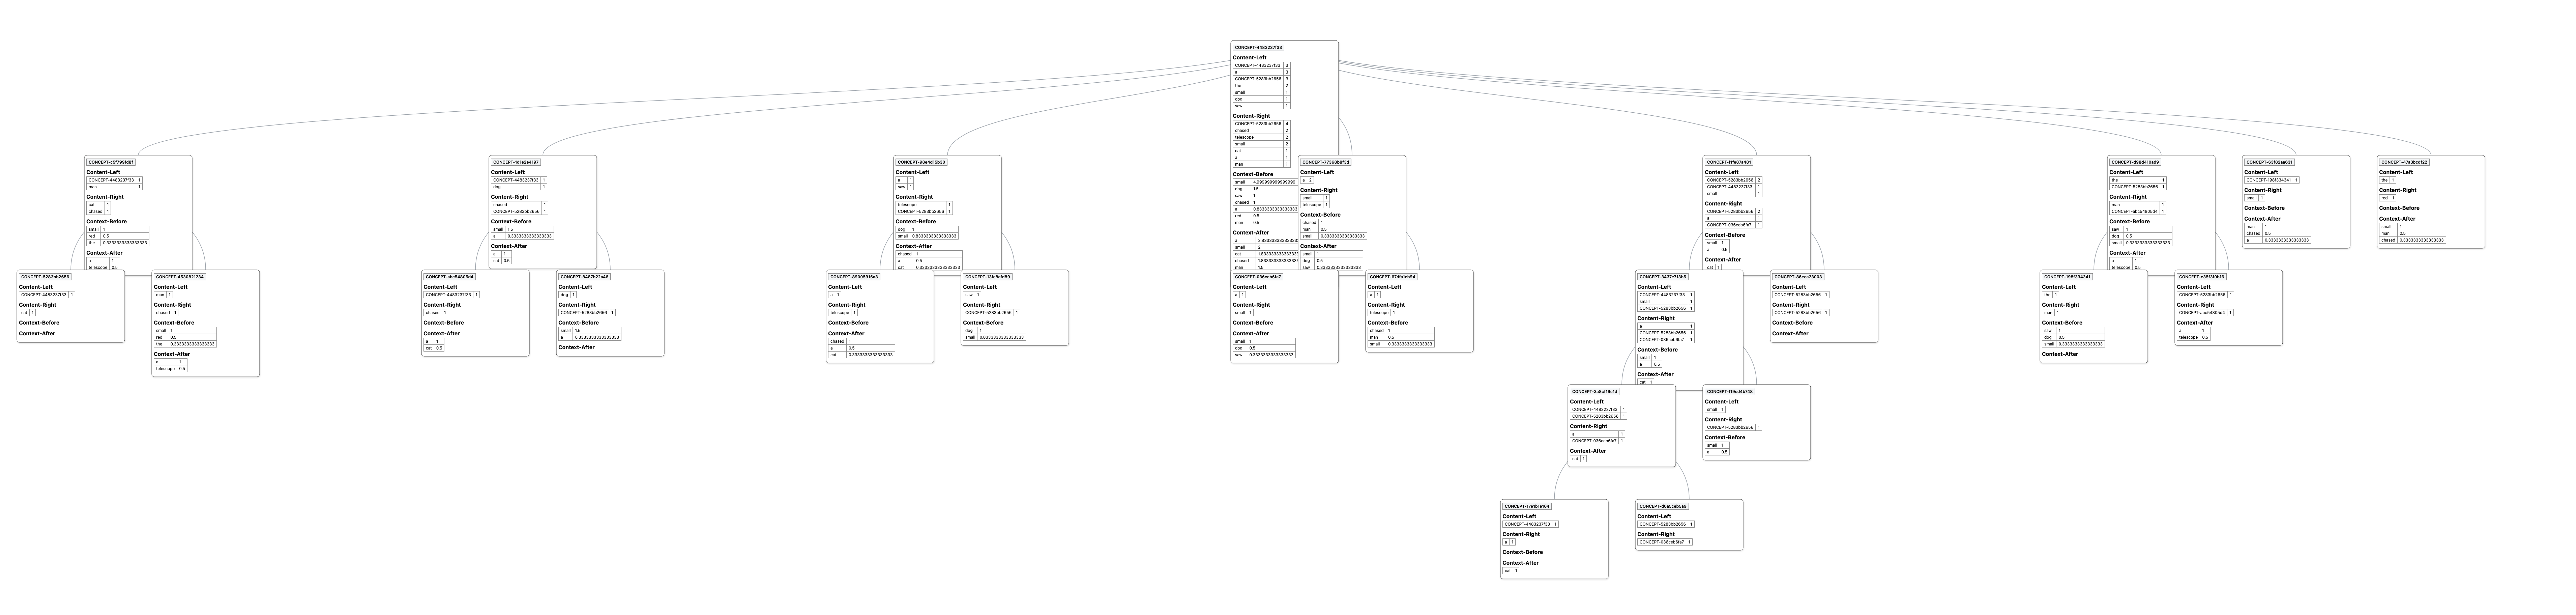 CONCEPT-4483237f33
Content-Left
CONCEPT-4483237f33 3
a 3
CONCEPT-5283bb2656 3
the 2
small 1
dog 1
saw 1
Content-Right
CONCEPT-5283bb2656 4
chased 2
telescope 2
small 2
cat 1
a 1
man 1
Context-Before
small 4.999999999999999
dog 1.5
saw 1
chased 1
a 0.8333333333333333
red 0.5
man 0.5
Context-After
a 3.8333333333333
small 2
cat 1.8333333333333
chased 1.8333333333333
man 1.5
CONCEPT-c5f799fd8f
Content-Left
CONCEPT-4483237f33 1
man 1
Content-Right
cat 1
chased 1
Context-Before
small 1
red 0.5
the 0.3333333333333333
Context-After
a 1
telescope 0.5
CONCEPT-1d1e2e4197
Content-Left
CONCEPT-4483237f33 1
dog 1
Content-Right
chased 1
CONCEPT-5283bb2656 1
Context-Before
small 1.5
a 0.3333333333333333
Context-After
a 1
cat 0.5
CONCEPT-98e4d15b30
Content-Left
a 1
saw 1
Content-Right
telescope 1
CONCEPT-5283bb2656 1
Context-Before
dog 1
small 0.8333333333333333
Context-After
chased 1
a 0.5
cat 0.3333333333333333
CONCEPT-77368b8f3d
Content-Left
a 2
Content-Right
small 1
telescope 1
Context-Before
chased 1
man 0.5
small 0.3333333333333333
Context-After
small 1
dog 0.5
saw 0.3333333333333333
CONCEPT-f1fe87a481
Content-Left
CONCEPT-5283bb2656 2
CONCEPT-4483237f33 1
small 1
Content-Right
CONCEPT-5283bb2656 2
a 1
CONCEPT-036ceb6fa7 1
Context-Before
small 1
a 0.5
Context-After
cat 1
CONCEPT-d88d410ad9
Content-Left
the 1
CONCEPT-5283bb2656 1
Content-Right
man 1
CONCEPT-abc54805d4 1
Context-Before
saw 1
dog 0.5
small 0.3333333333333333
Context-After
a 1
telescope 0.5
CONCEPT-63f82aa63f
Content-Left
CONCEPT-198f334341 1
Content-Right
small 1
Context-Before
Context-After
man 1
chased 0.5
a 0.3333333333333333
CONCEPT-47a3bcdf22
Content-Left
the 1
Content-Right
red 1
Context-Before
Context-After
small 1
man 0.5
chased 0.3333333333333333
CONCEPT-5283bb2656
Content-Left
CONCEPT-4483237f33 1
Content-Right
cat 1
Context-Before
Context-After
CONCEPT-4530821234
Content-Left
man 1
Content-Right
chased 1
Context-Before
small 1
red 0.5
the 0.3333333333333333
Context-After
a 1
telescope 0.5
CONCEPT-abc54805d4
Content-Left
CONCEPT-4483237f33 1
Content-Right
chased 1
Context-Before
Context-After
a 1
cat 0.5
CONCEPT-8487b22a46
Content-Left
dog 1
Content-Right
CONCEPT-5283bb2656 1
Context-Before
small 1.5
a 0.3333333333333333
Context-After
CONCEPT-89005916a3
Content-Left
a 1
Content-Right
telescope 1
Context-Before
Context-After
chased 1
a 0.5
cat 0.3333333333333333
CONCEPT-13fc8afd69
Content-Left
saw 1
Content-Right
CONCEPT-5283bb2656 1
Context-Before
dog 1
small 0.8333333333333333
CONCEPT-036ceb6fa7
Content-Left
a 1
Content-Right
small 1
Context-Before
Context-After
small 1
dog 0.5
saw 0.3333333333333333
CONCEPT-67dfa1eb94
Content-Left
a 1
Content-Right
telescope 1
Context-Before
chased 1
man 0.5
small 0.3333333333333333
CONCEPT-0437e713b5
Content-Left
CONCEPT-4483237f33 1
small 1
CONCEPT-5283bb2656 1
Content-Right
a 1
CONCEPT-5283bb2656 1
CONCEPT-036ceb6fa7 1
Context-Before
small 1
a 0.5
Context-After
cat 1
CONCEPT-86eea23003
Content-Left
CONCEPT-5283bb2656 1
Content-Right
CONCEPT-5283bb2656 1
Context-Before
Context-After
CONCEPT-198f334341
Content-Left
the 1
Content-Right
man 1
Context-Before
saw 1
dog 0.5
small 0.3333333333333333
Context-After
CONCEPT-e35f3f0b16
Content-Left
CONCEPT-5283bb2656 1
Content-Right
CONCEPT-abc54805d4 1
Context-After
a 1
telescope 0.5
CONCEPT-3a8cf19c1d
Content-Left
CONCEPT-4483237f33 1
CONCEPT-5283bb2656 1
Content-Right
a 1
CONCEPT-036ceb6fa7 1
Context-After
cat 1
CONCEPT-f19cd4b748
Content-Left
small 1
Content-Right
CONCEPT-5283bb2656 1
Context-Before
small 1
a 0.5
CONCEPT-17e1b1e164
Content-Left
CONCEPT-4483237f33 1
Content-Right
a 1
Context-Before
Context-After
cat 1
CONCEPT-d0a5ceb5a9
Content-Left
CONCEPT-5283bb2656 1
Content-Right
CONCEPT-036ceb6fa7 1